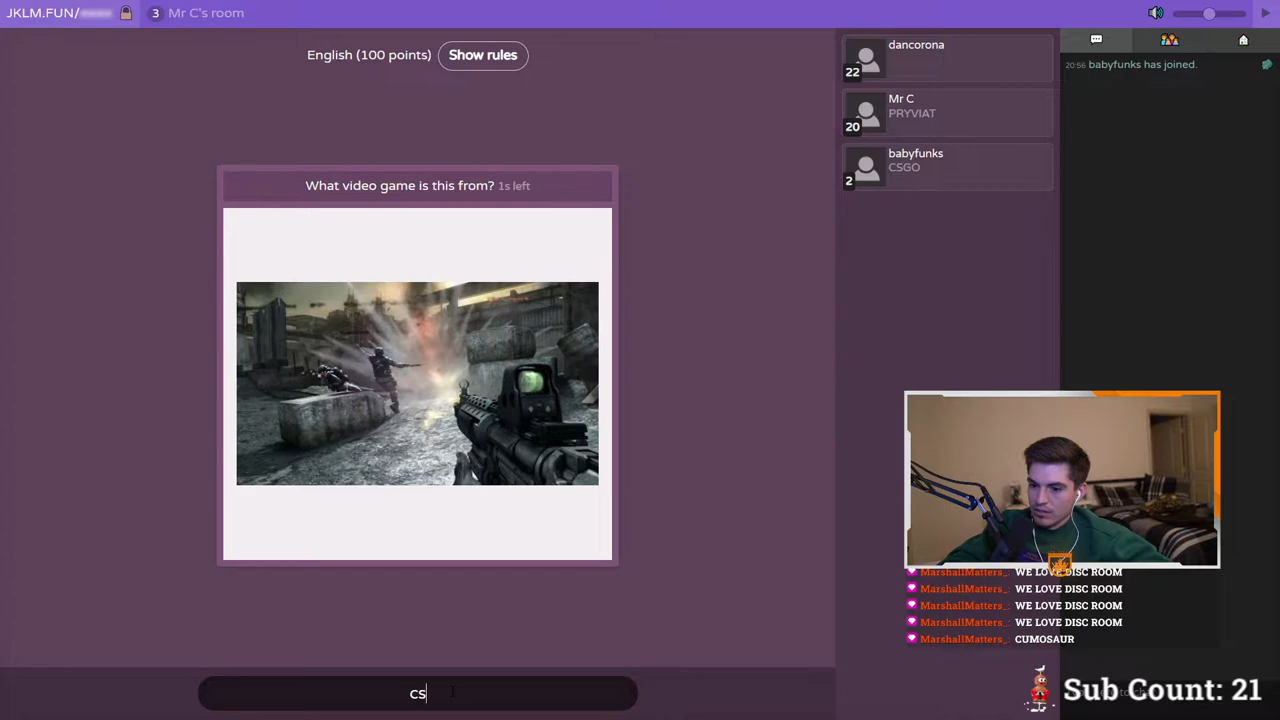 JKLM.FUN/
3 Mr C's room
English (100 points) Show rules
What video game is this from? 1s left
cs
dancorona
22
Mr C
PRYVIAT
20
babyfunks
CSGO
2
20:56 babyfunks has joined.
MarshallMatters_: WE LOVE DISC ROOM
MarshallMatters_: WE LOVE DISC ROOM
MarshallMatters_: WE LOVE DISC ROOM
MarshallMatters_: WE LOVE DISC ROOM
MarshallMatters_: CUMOSAUR
Sub Count: 21